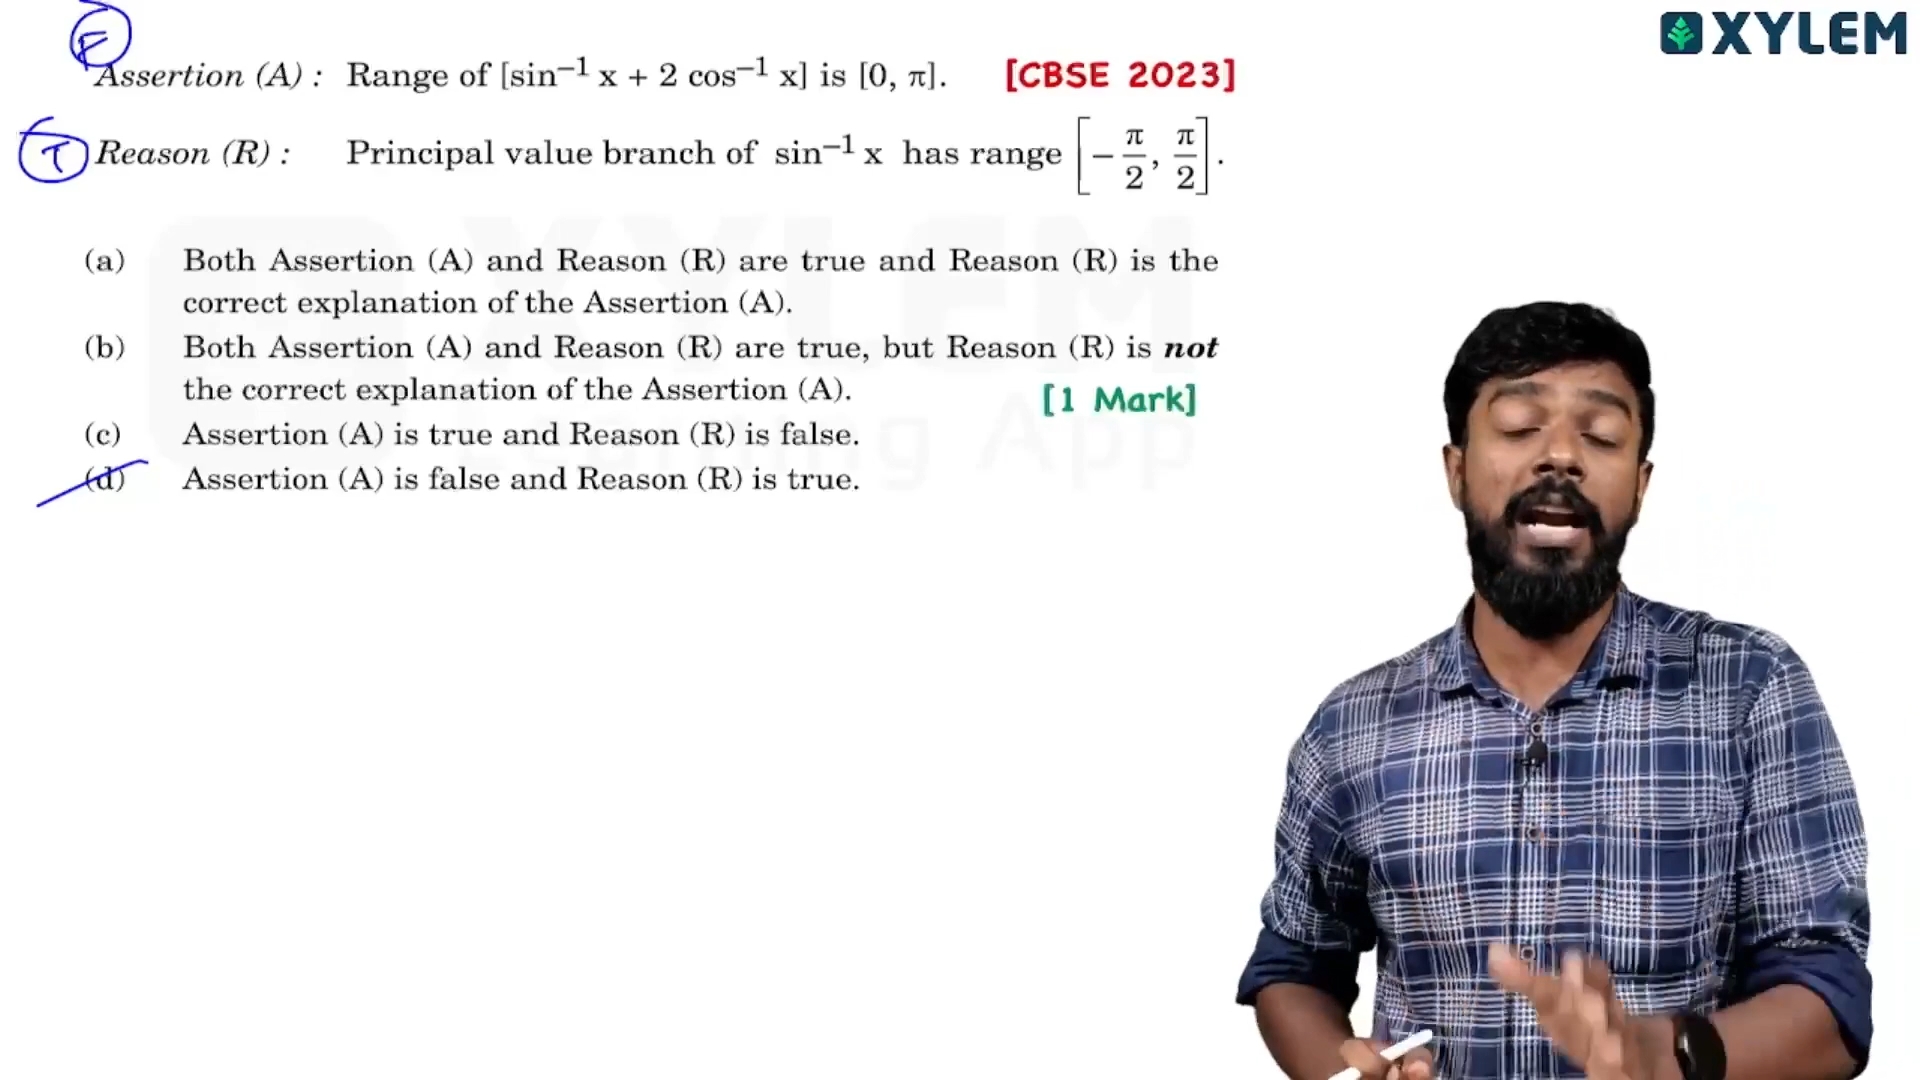 XYLEM
F
Assertion (A) : Range of [sin⁻¹ x + 2 cos⁻¹ x] is [0, π]. [CBSE 2023]
T Reason (R) : Principal value branch of sin⁻¹ x has range [−π/2, π/2].
(a) Both Assertion (A) and Reason (R) are true and Reason (R) is the
correct explanation of the Assertion (A).
(b) Both Assertion (A) and Reason (R) are true, but Reason (R) is not
the correct explanation of the Assertion (A). [1 Mark]
(c) Assertion (A) is true and Reason (R) is false.
(d) Assertion (A) is false and Reason (R) is true.
XYLEM
Learning App